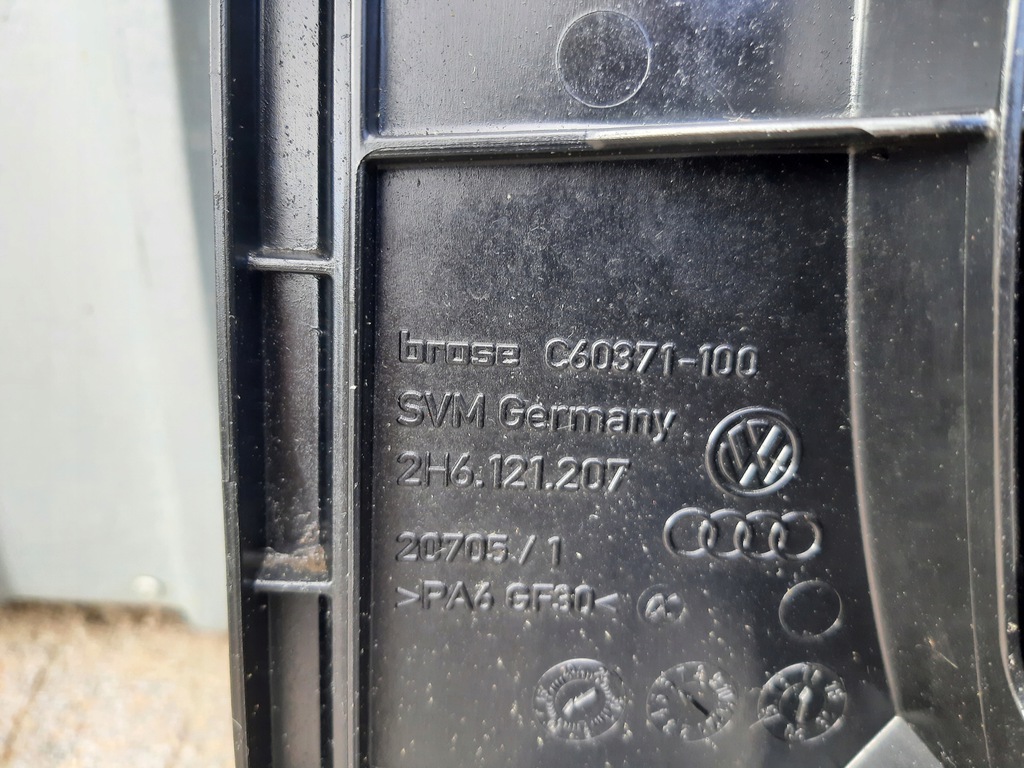 brose C60371-100
SVM Germany
2H6.121.207
20705/1
>PA6 GF30<